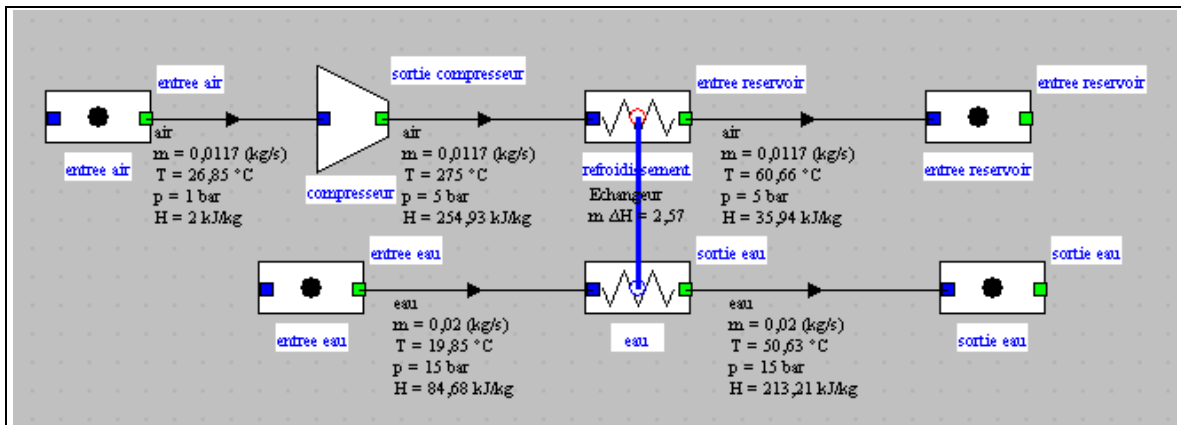 entree air
sortie compresseur
entree reservoir
entree reservoir
air
m = 0,0117 (kg/s)
T = 26,85 °C
p = 1 bar
H = 2 kJ/kg
entree air
compresseur
air
m = 0,0117 (kg/s)
T = 275 °C
p = 5 bar
H = 254,93 kJ/kg
refroidissement
Echangeur
m ΔH = 2,57
air
m = 0,0117 (kg/s)
T = 60,66 °C
p = 5 bar
H = 35,94 kJ/kg
entree reservoir
entree eau
sortie eau
sortie eau
entree eau
eau
m = 0,02 (kg/s)
T = 19,85 °C
p = 15 bar
H = 84,68 kJ/kg
eau
eau
m = 0,02 (kg/s)
T = 50,63 °C
p = 15 bar
H = 213,21 kJ/kg
sortie eau